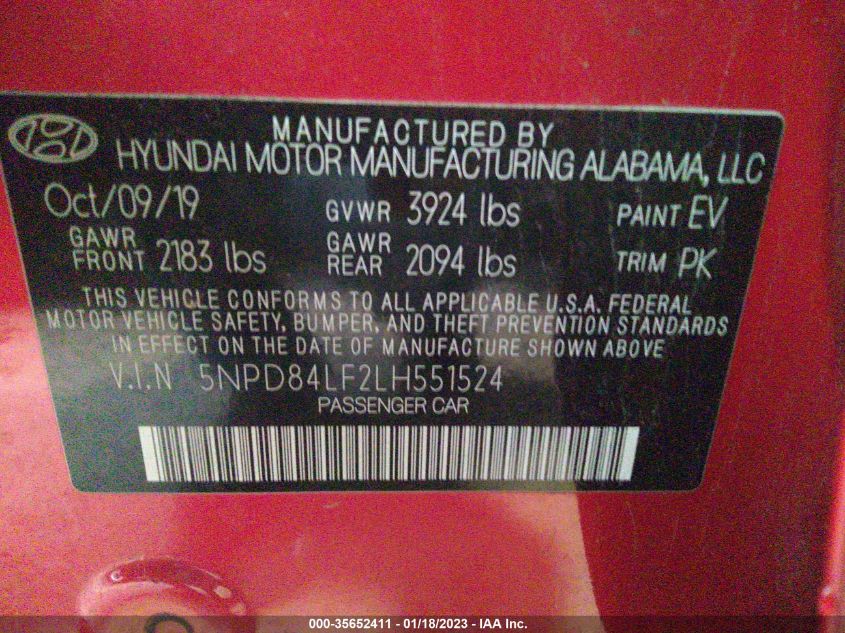 MANUFACTURED BY
HYUNDAI MOTOR MANUFACTURING ALABAMA, LLC
Oct/09/19 GVWR 3924 lbs PAINT EV
GAWR FRONT 2183 lbs GAWR REAR 2094 lbs TRIM PK
THIS VEHICLE CONFORMS TO ALL APPLICABLE U.S.A. FEDERAL
MOTOR VEHICLE SAFETY, BUMPER, AND THEFT PREVENTION STANDARDS
IN EFFECT ON THE DATE OF MANUFACTURE SHOWN ABOVE
V.I.N 5NPD84LF2LH551524
PASSENGER CAR
000-35652411 - 01/18/2023 - IAA Inc.